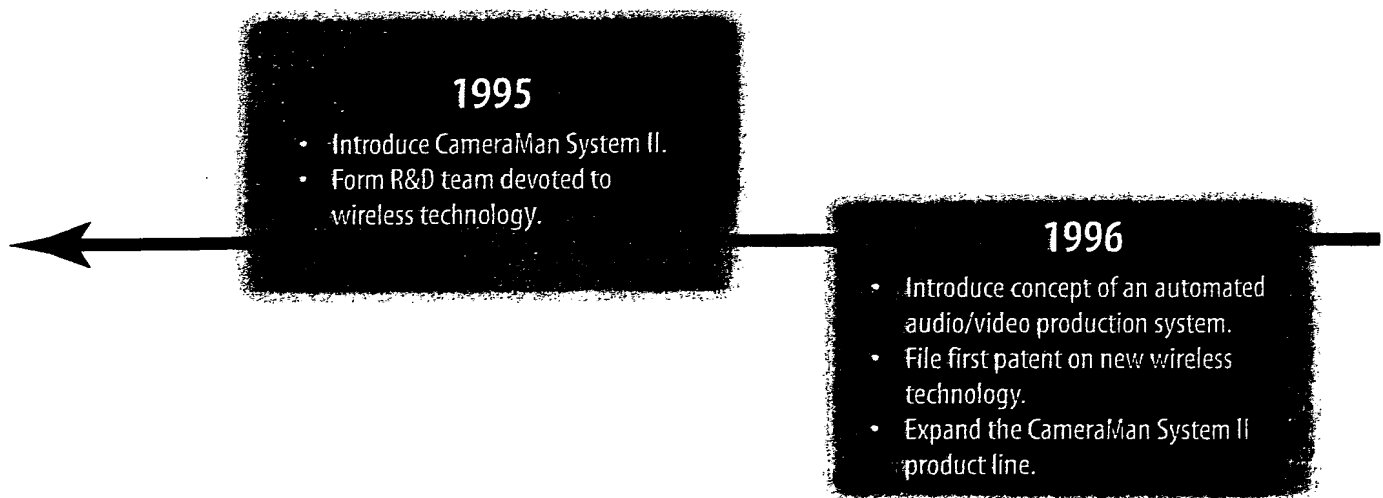 1995
• Introduce CameraMan System II.
• Form R&D team devoted to
wireless technology.
1996
• Introduce concept of an automated
audio/video production system.
• File first patent on new wireless
technology.
• Expand the CameraMan System II
product line.